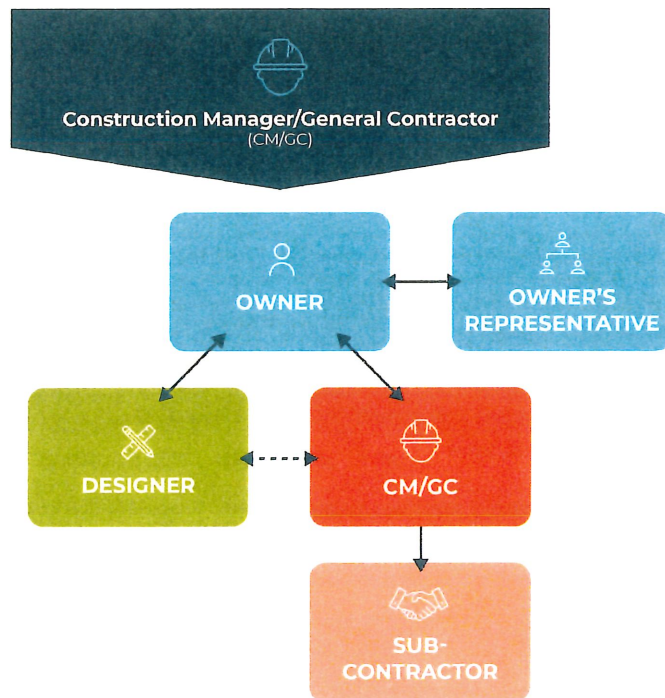 Construction Manager/General Contractor
(CM/GC)
OWNER
OWNER'S
REPRESENTATIVE
DESIGNER
CM/GC
SUB-
CONTRACTOR